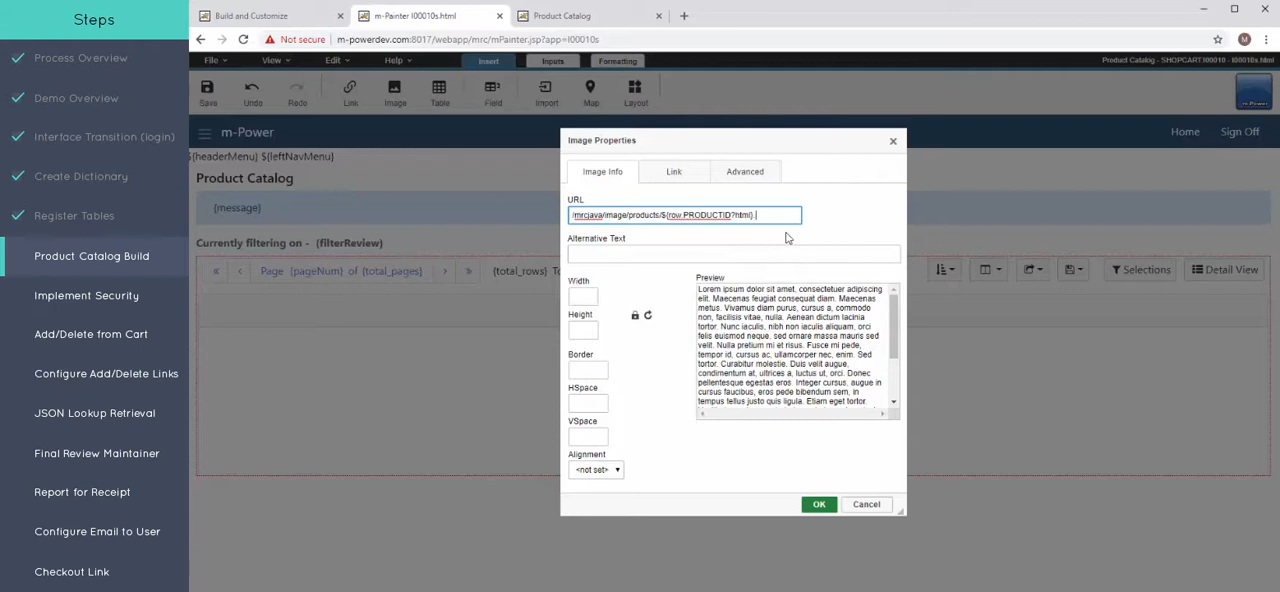 Steps
Process Overview
Demo Overview
Interface Transition (login)
Create Dictionary
Register Tables
Product Catalog Build
Implement Security
Add/Delete from Cart
Configure Add/Delete Links
JSON Lookup Retrieval
Final Review Maintainer
Report for Receipt
Configure Email to User
Checkout Link
Build and Customize
m-Painter I00010s.html
Product Catalog
Not secure
m-powerdev.com:8017/webapp/mrc/mPainter.jsp?app=I00010s
M
File View Edit Help Insert Inputs Formatting
Product Catalog - SHOPCART.I00010 - I00010s.html
Save Undo Redo Link Image Table Field Import Map Layout
m-Power
m-Power
Home Sign Off
${headerMenu} ${leftNavMenu}
Product Catalog
{message}
Currently filtering on - {filterReview}
« ‹ Page {pageNum} of {total_pages} › » {total_rows} To
Selections Detail View
Image Properties
Image Info Link Advanced
URL
/mrcjava/image/products/${row.PRODUCTID?html}.
Alternative Text
Width
Height
Border
HSpace
VSpace
Alignment
<not set>
Preview
Lorem ipsum dolor sit amet, consectetuer adipiscing
elit. Maecenas feugiat consequat diam. Maecenas
metus. Vivamus diam purus, cursus a, commodo
non, facilisis vitae, nulla. Aenean dictum lacinia
tortor. Nunc iaculis, nibh non iaculis aliquam, orci
felis euismod neque, sed ornare massa mauris sed
velit. Nulla pretium mi et risus. Fusce mi pede,
tempor id, cursus ac, ullamcorper nec, enim. Sed
tortor. Curabitur molestie. Duis velit augue,
condimentum at, ultrices a, luctus ut, orci. Donec
pellentesque egestas eros. Integer cursus, augue in
cursus faucibus, eros pede bibendum sem, in
tempus tellus justo quis ligula. Etiam eget tortor.
OK Cancel